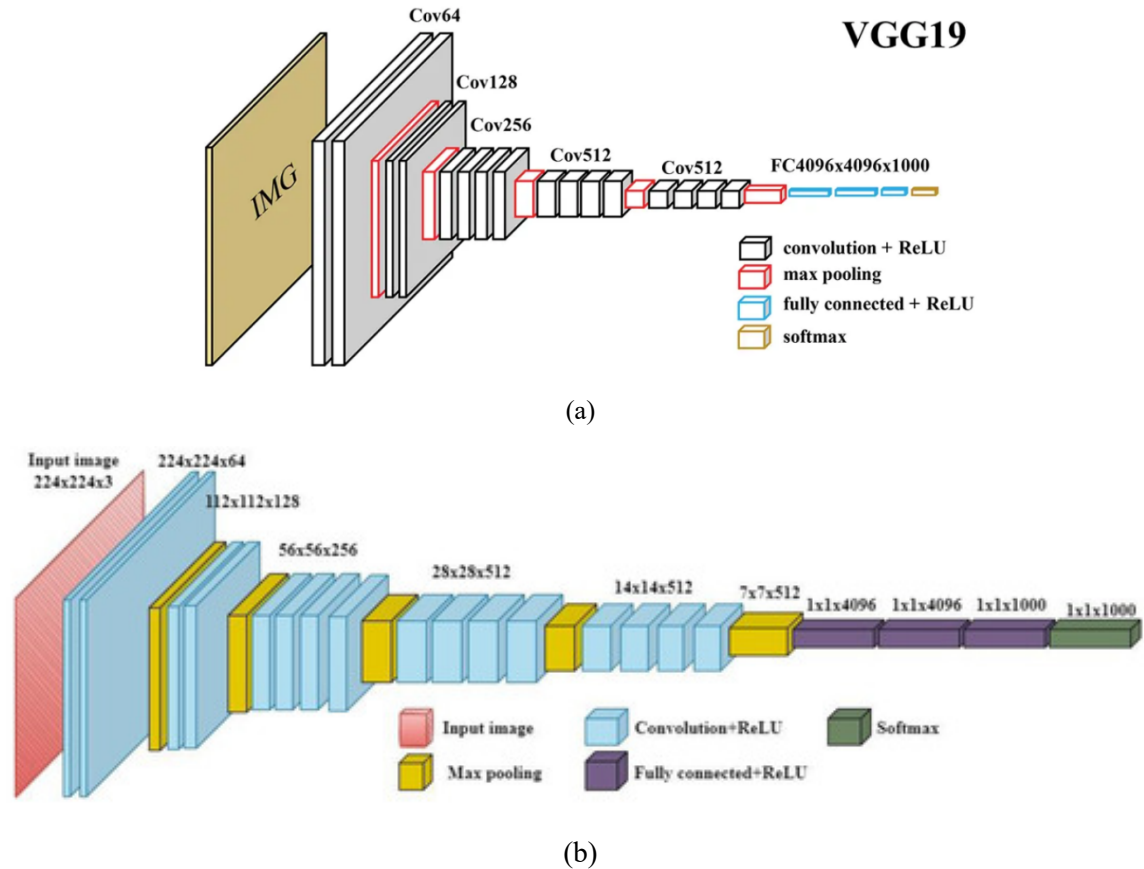 VGG19
Cov64
Cov128
Cov256
Cov512
Cov512
FC4096x4096x1000
IMG
convolution + ReLU
max pooling
fully connected + ReLU
softmax
(a)
Input image
224x224x3
224x224x64
112x112x128
56x56x256
28x28x512
14x14x512
7x7x512
1x1x4096
1x1x4096
1x1x1000
1x1x1000
Input image
Convolution+ReLU
Softmax
Max pooling
Fully connected+ReLU
(b)